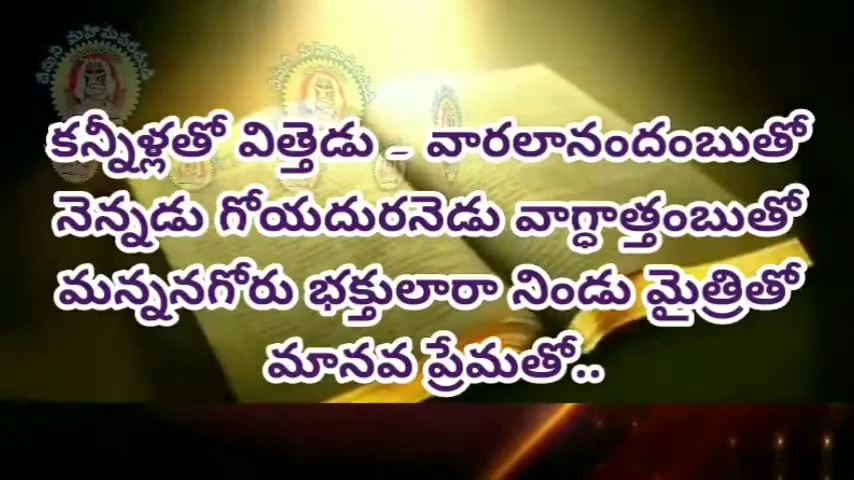 కన్నీళ్లతో విత్తెడు - వారలానందంబుతో
నెన్నడు గోయదురనెడు వాగ్ధాత్తంబుతో
మన్ననగోరు భక్తులారా నిండు మైత్రితో
మానవ ప్రేమతో..